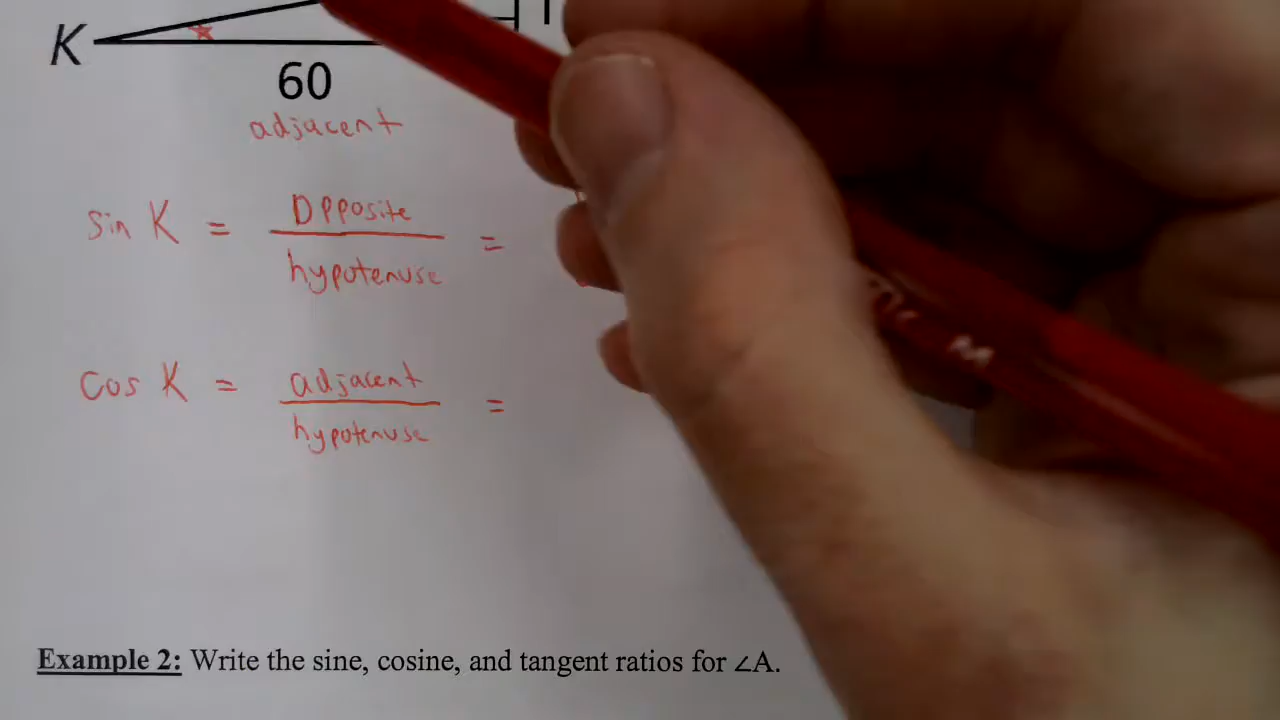 K
60
adjacent
sin K = opposite / hypotenuse =
cos K = adjacent / hypotenuse =
Example 2: Write the sine, cosine, and tangent ratios for ∠A.